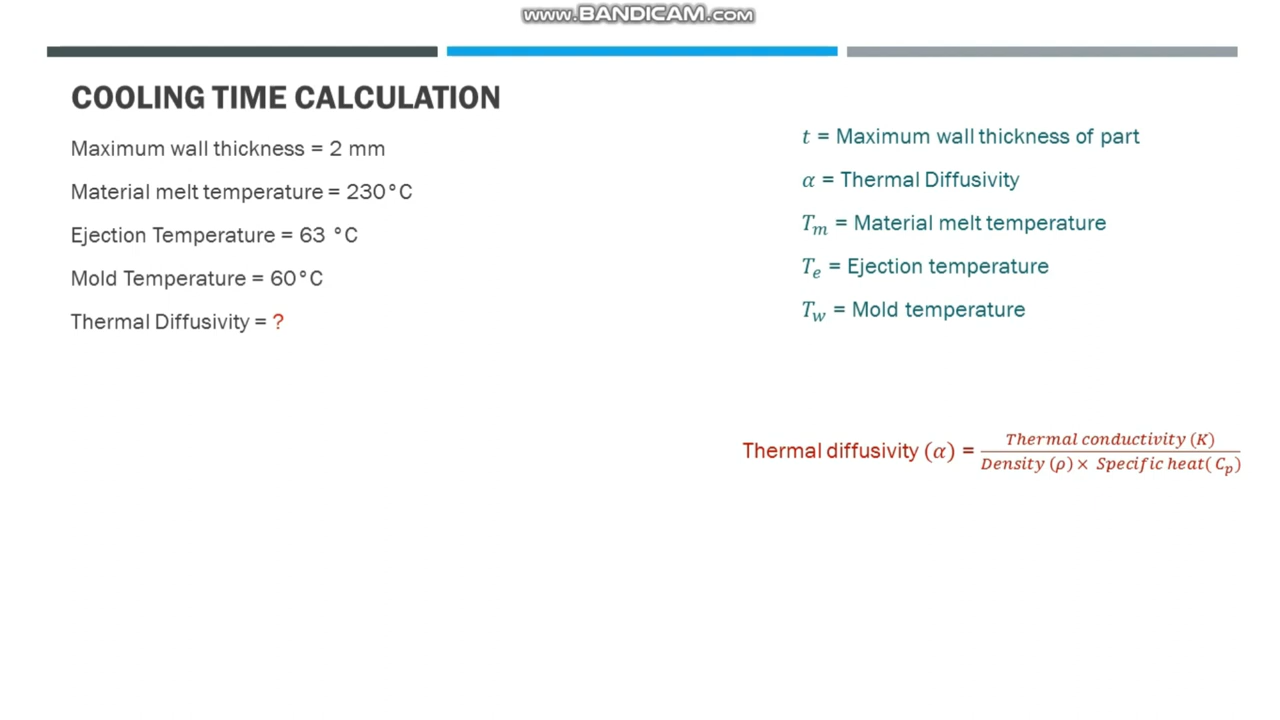 www.BANDICAM.com
COOLING TIME CALCULATION
Maximum wall thickness = 2 mm
Material melt temperature = 230°C
Ejection Temperature = 63 °C
Mold Temperature = 60°C
Thermal Diffusivity = ?
t = Maximum wall thickness of part
α = Thermal Diffusivity
Tₘ = Material melt temperature
Tₑ = Ejection temperature
T_w = Mold temperature
Thermal diffusivity (α) = Thermal conductivity (K) / Density (ρ) × Specific heat( Cₚ)